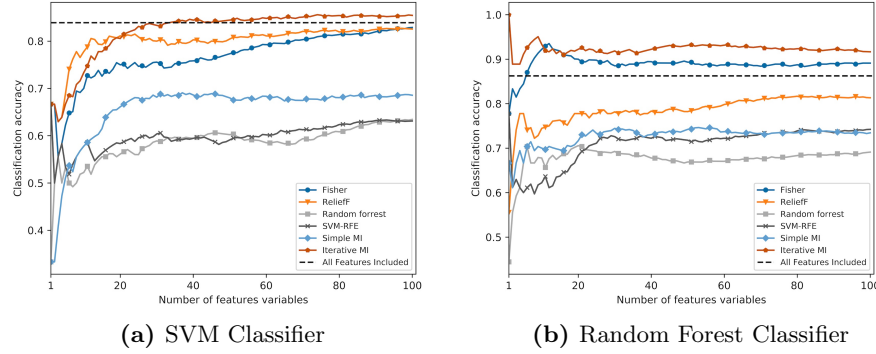 Classification accuracy
0.8
0.7
0.6
0.5
0.4
1
20
40
60
80
100
Number of features variables
Fisher
ReliefF
Random forrest
SVM-RFE
Simple MI
Iterative MI
All Features Included
(a) SVM Classifier
Classification accuracy
1.0
0.9
0.8
0.7
0.6
0.5
1
20
40
60
80
100
Number of features variables
Fisher
ReliefF
Random forrest
SVM-RFE
Simple MI
Iterative MI
All Features Included
(b) Random Forest Classifier